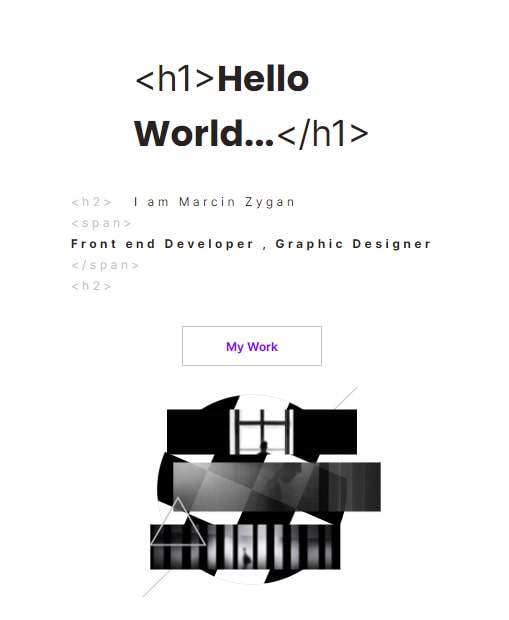 <h1>Hello
World...</h1>
<h2> I am Marcin Zygan
<span>
Front end Developer , Graphic Designer
</span>
<h2>
My Work